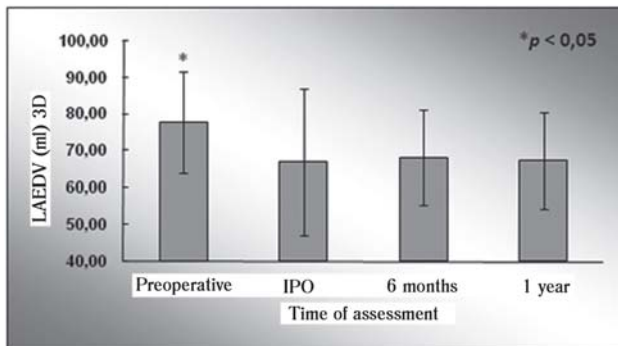 *p < 0,05
*
LAEDV (ml) 3D
100,00
90,00
80,00
70,00
60,00
50,00
40,00
Preoperative IPO 6 months 1 year
Time of assessment